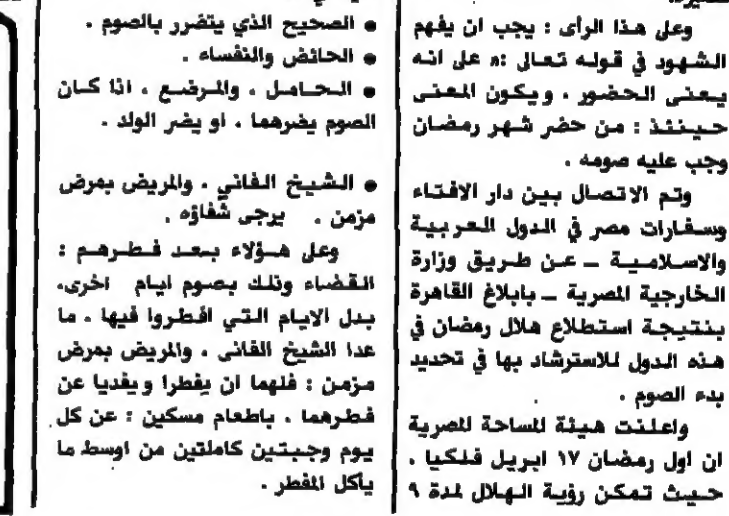 وعلى هذا الرأى : يجب ان يفهم
الشهود في قوله تعالى :« على انه
يعنى الحضور . ويكون المعنى
حينئذ : من حضر شهر رمضان
وجب عليه صومه .
وتم الاتصال بين دار الافتاء
وسفارات مصر في الدول العربية
والاسلامية ــ عن طريق وزارة
الخارجية المصرية ــ بابلاغ القاهرة
بنتيجة استطلاع هلال رمضان في
هذه الدول للاسترشاد بها في تحديد
بدء الصوم .
واعلنت هيئة المساحة المصرية
ان اول رمضان ١٧ ابريل فلكيا .
حيث تمكن رؤية الهلال لمدة ٩
● الصحيح الذي يتضرر بالصوم .
● الحائض والنفساء .
● الحامل . والمرضع . اذا كان
الصوم يضرهما . او يضر الولد .
● الشيخ الفاني . والمريض بمرض
مزمن . يرجى شفاؤه .
وعلى هؤلاء بعد فطرهم :
القضاء وذلك بصوم ايام اخرى.
بدل الايام التي افطروا فيها . ما
عدا الشيخ الفانى . والمريض بمرض
مزمن : فلهما ان يفطرا ويفديا عن
فطرهما . باطعام مسكين : عن كل
يوم وجبتين كاملتين من اوسط ما
يأكل المفطر .